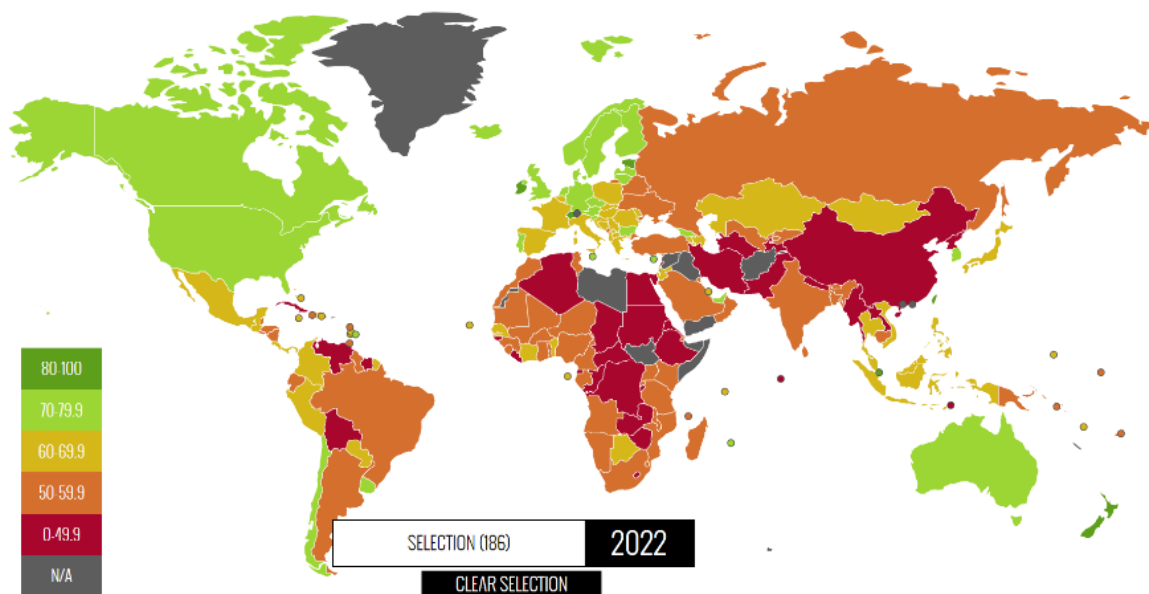 80-100
70-79.9
60-69.9
50-59.9
0-49.9
N/A
SELECTION (186)
2022
CLEAR SELECTION